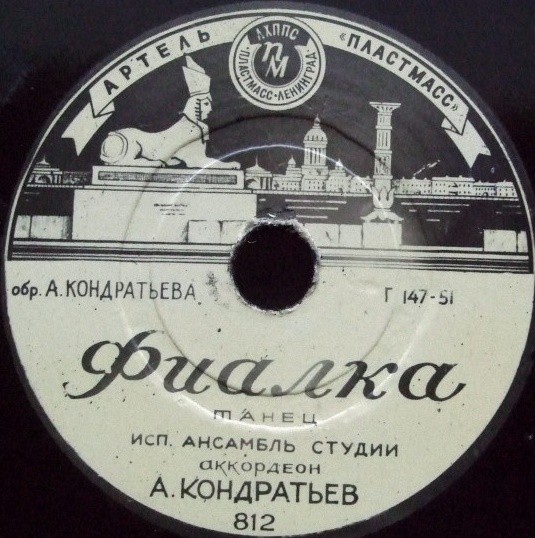 АРТЕЛЬ «ПЛАСТМАСС»
ЛХППС
ПМ
ПЛАСТМАСС-ЛЕНИНГРАД
обр. А. КОНДРАТЬЕВА
Г 147-51
Фиалка
ТАНЕЦ
ИСП. АНСАМБЛЬ СТУДИИ
аккордеон
А. КОНДРАТЬЕВ
812